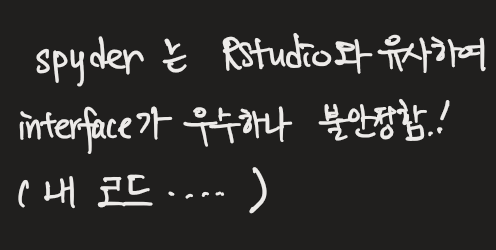 spyder 는 RStudio와 유사하여
interface가 우수하나 불안정함.!
( 내 코드 ‥‥ )